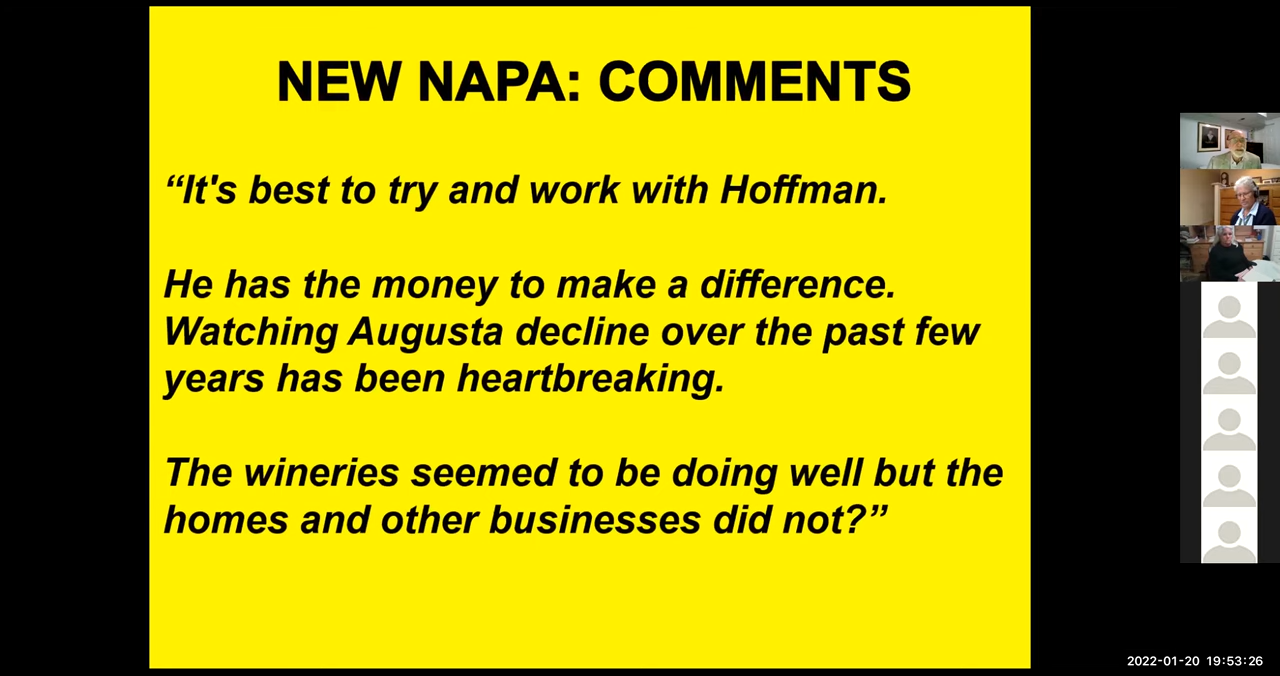 NEW NAPA: COMMENTS
“It's best to try and work with Hoffman.
He has the money to make a difference.
Watching Augusta decline over the past few
years has been heartbreaking.
The wineries seemed to be doing well but the
homes and other businesses did not?”
2022-01-20 19:53:26